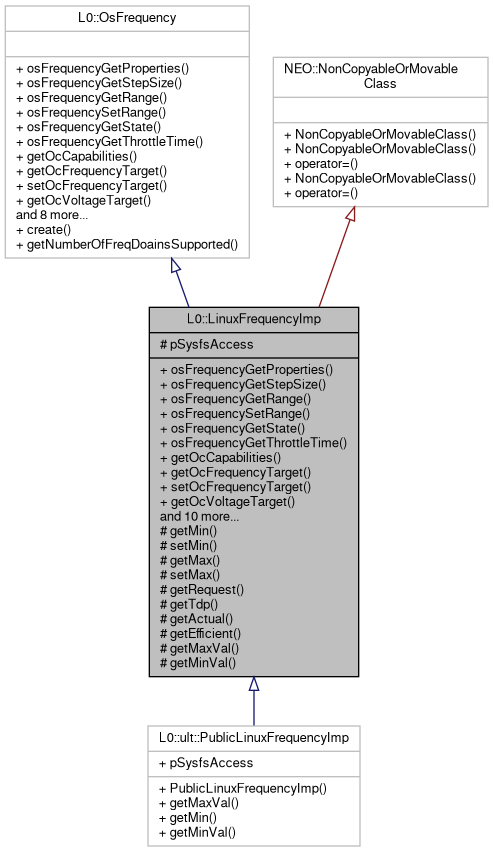 L0::OsFrequency
+ osFrequencyGetProperties()
+ osFrequencyGetStepSize()
+ osFrequencyGetRange()
+ osFrequencySetRange()
+ osFrequencyGetState()
+ osFrequencyGetThrottleTime()
+ getOcCapabilities()
+ getOcFrequencyTarget()
+ setOcFrequencyTarget()
+ getOcVoltageTarget()
and 8 more...
+ create()
+ getNumberOfFreqDoainsSupported()
NEO::NonCopyableOrMovable
Class
+ NonCopyableOrMovableClass()
+ NonCopyableOrMovableClass()
+ operator=()
+ NonCopyableOrMovableClass()
+ operator=()
L0::LinuxFrequencyImp
# pSysfsAccess
+ osFrequencyGetProperties()
+ osFrequencyGetStepSize()
+ osFrequencyGetRange()
+ osFrequencySetRange()
+ osFrequencyGetState()
+ osFrequencyGetThrottleTime()
+ getOcCapabilities()
+ getOcFrequencyTarget()
+ setOcFrequencyTarget()
+ getOcVoltageTarget()
and 10 more...
# getMin()
# setMin()
# getMax()
# setMax()
# getRequest()
# getTdp()
# getActual()
# getEfficient()
# getMaxVal()
# getMinVal()
L0::ult::PublicLinuxFrequencyImp
+ pSysfsAccess
+ PublicLinuxFrequencyImp()
+ getMaxVal()
+ getMin()
+ getMinVal()